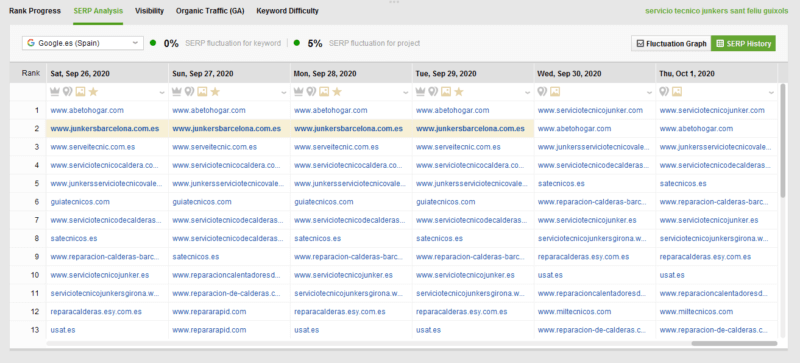 Rank Progress SERP Analysis Visibility Organic Traffic (GA) Keyword Difficulty servicio tecnico junkers sant feliu guixols
Google.es (Spain) 0% SERP fluctuation for keyword 5% SERP fluctuation for project Fluctuation Graph SERP History
Rank Sat, Sep 26, 2020 Sun, Sep 27, 2020 Mon, Sep 28, 2020 Tue, Sep 29, 2020 Wed, Sep 30, 2020 Thu, Oct 1, 2020
1 www.abetohogar.com www.abetohogar.com www.abetohogar.com www.abetohogar.com www.serviciotecnicojunker.com www.serviciotecnicojunker.com
2 www.junkersbarcelona.com.es www.junkersbarcelona.com.es www.junkersbarcelona.com.es www.junkersbarcelona.com.es www.abetohogar.com www.abetohogar.com
3 www.serveitecnic.com.es www.serveitecnic.com.es www.serveitecnic.com.es www.serveitecnic.com.es www.junkersserviciotecnicovale... www.junkersserviciotecnicovale...
4 www.serviciotecnicocaldera.co... www.serviciotecnicocaldera.co... www.serviciotecnicocaldera.co... www.serviciotecnicocaldera.co... www.serviciotecnicodecalderas... www.serviciotecnicodecalderas...
5 www.junkersserviciotecnicovale... www.junkersserviciotecnicovale... www.junkersserviciotecnicovale... www.junkersserviciotecnicovale... satecnicos.es satecnicos.es
6 guiatecnicos.com guiatecnicos.com guiatecnicos.com guiatecnicos.com www.reparacion-calderas-barc... www.reparacion-calderas-barc...
7 www.serviciotecnicodecalderas... www.serviciotecnicodecalderas... www.serviciotecnicodecalderas... www.serviciotecnicodecalderas... www.serviciotecnicojunker.es www.serviciotecnicojunker.es
8 satecnicos.es www.reparacion-calderas-barc... satecnicos.es satecnicos.es www.serviciotecnicojunkersgirona.w... www.serviciotecnicojunkersgirona.w...
9 www.reparacion-calderas-barc... satecnicos.es www.reparacion-calderas-barc... www.reparacion-calderas-barc... reparacalderas.esy.com.es reparacalderas.esy.com.es
10 www.serviciotecnicojunker.es www.reparacioncalentadoresd... www.serviciotecnicojunker.es www.serviciotecnicojunker.es usat.es usat.es
11 serviciotecnicojunkersgirona.w... www.reparacion-de-calderas.c... serviciotecnicojunkersgirona.w... serviciotecnicojunkersgirona.w... www.reparacioncalentadoresd... www.reparacioncalentadoresd...
12 reparacalderas.esy.com.es www.repararapid.com reparacalderas.esy.com.es reparacalderas.esy.com.es www.miltecnicos.com www.miltecnicos.com
13 usat.es www.repararapid.com usat.es usat.es www.reparacion-de-calderas.c... www.reparacion-de-calderas.c...